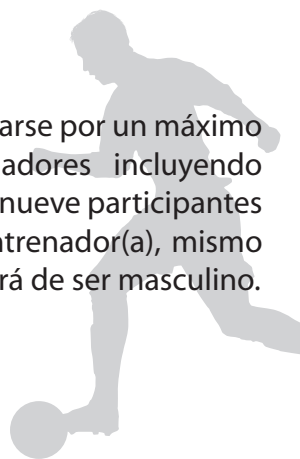 arse por un máximo
adores incluyendo
nueve participantes
ntrenador(a), mismo
rá de ser masculino.